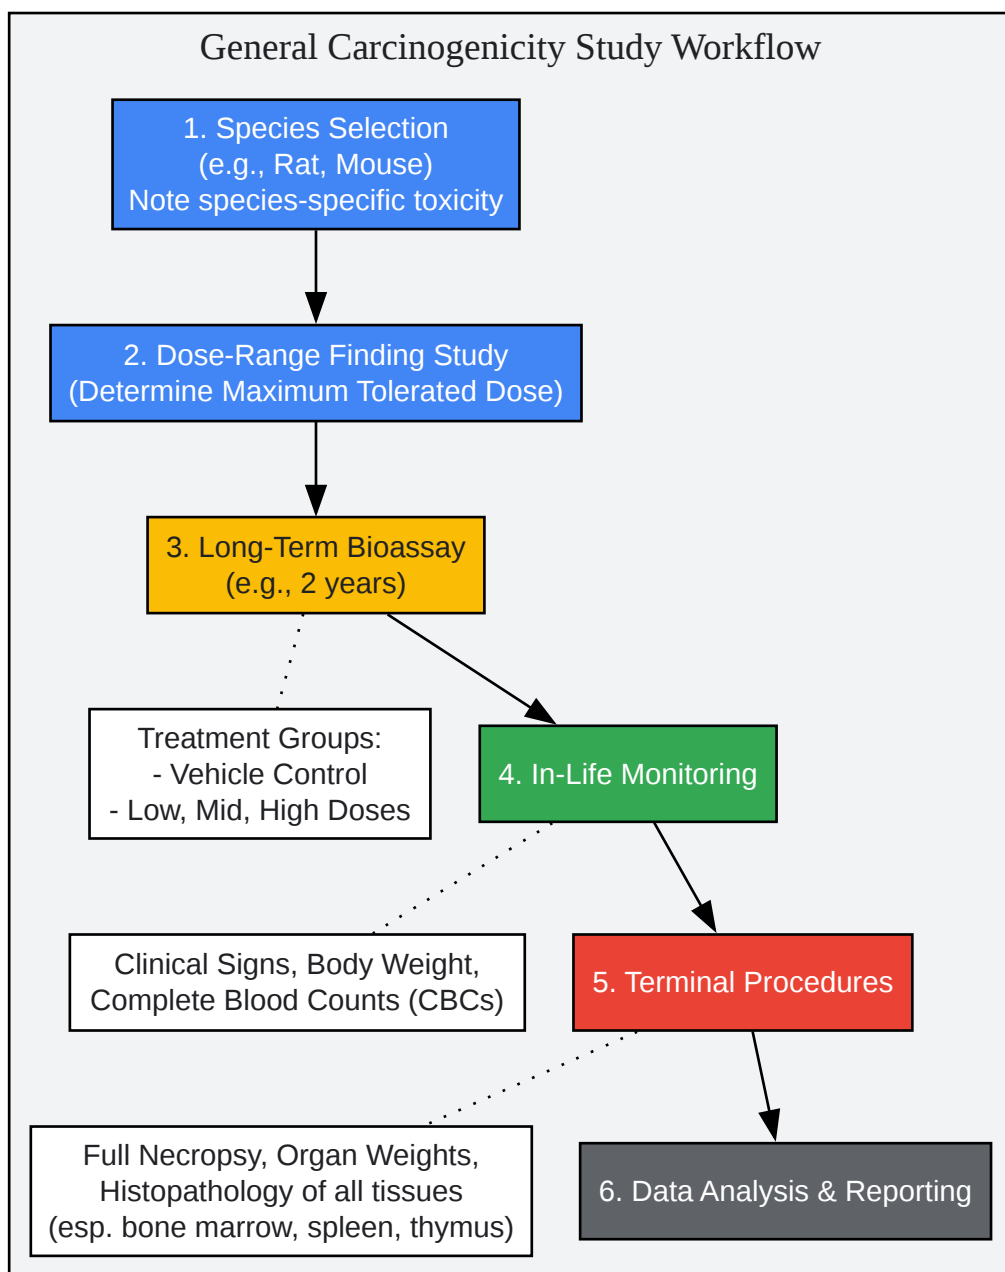 General Carcinogenicity Study Workflow
1. Species Selection
(e.g., Rat, Mouse)
Note species-specific toxicity
2. Dose-Range Finding Study
(Determine Maximum Tolerated Dose)
3. Long-Term Bioassay
(e.g., 2 years)
Treatment Groups:
- Vehicle Control
- Low, Mid, High Doses
4. In-Life Monitoring
Clinical Signs, Body Weight,
Complete Blood Counts (CBCs)
5. Terminal Procedures
Full Necropsy, Organ Weights,
Histopathology of all tissues
(esp. bone marrow, spleen, thymus)
6. Data Analysis & Reporting